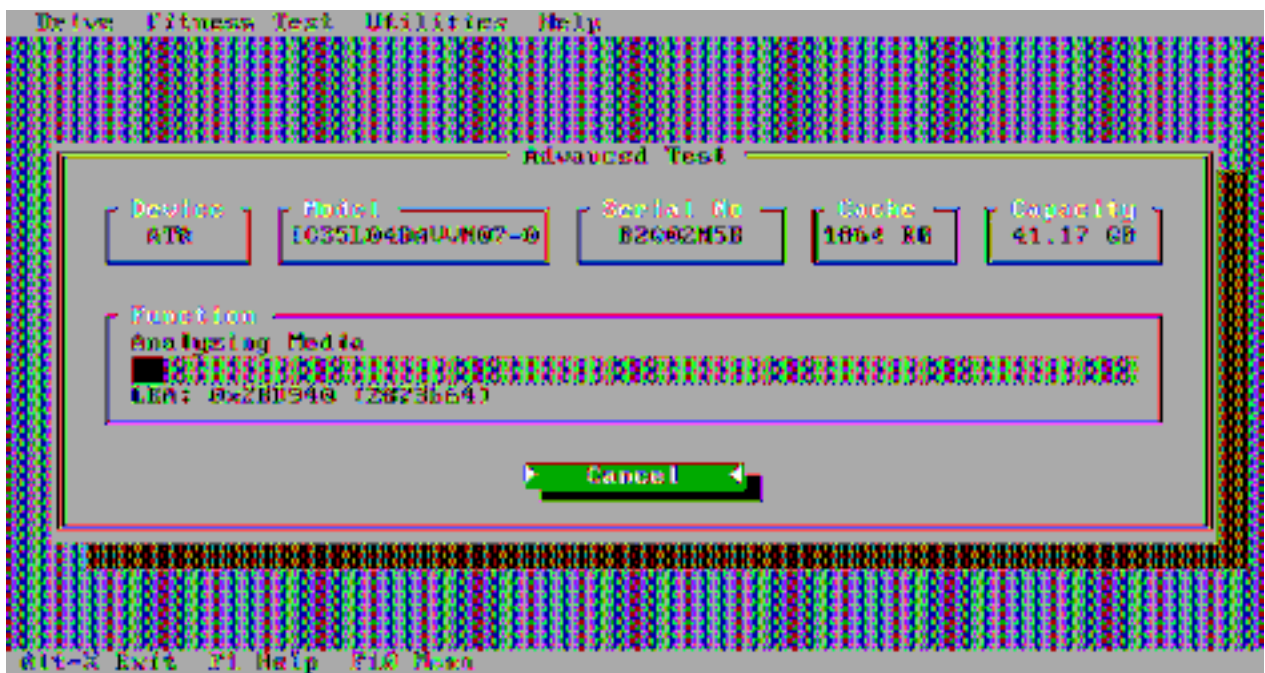 Drive Fitness Test Utilities Help
Advanced Test
Device Model Serial No Cache Capacity
ATA 41.17 GB
Function
Analyzing Media
LBA:
Cancel
Alt-X Exit F1 Help F10 Menu